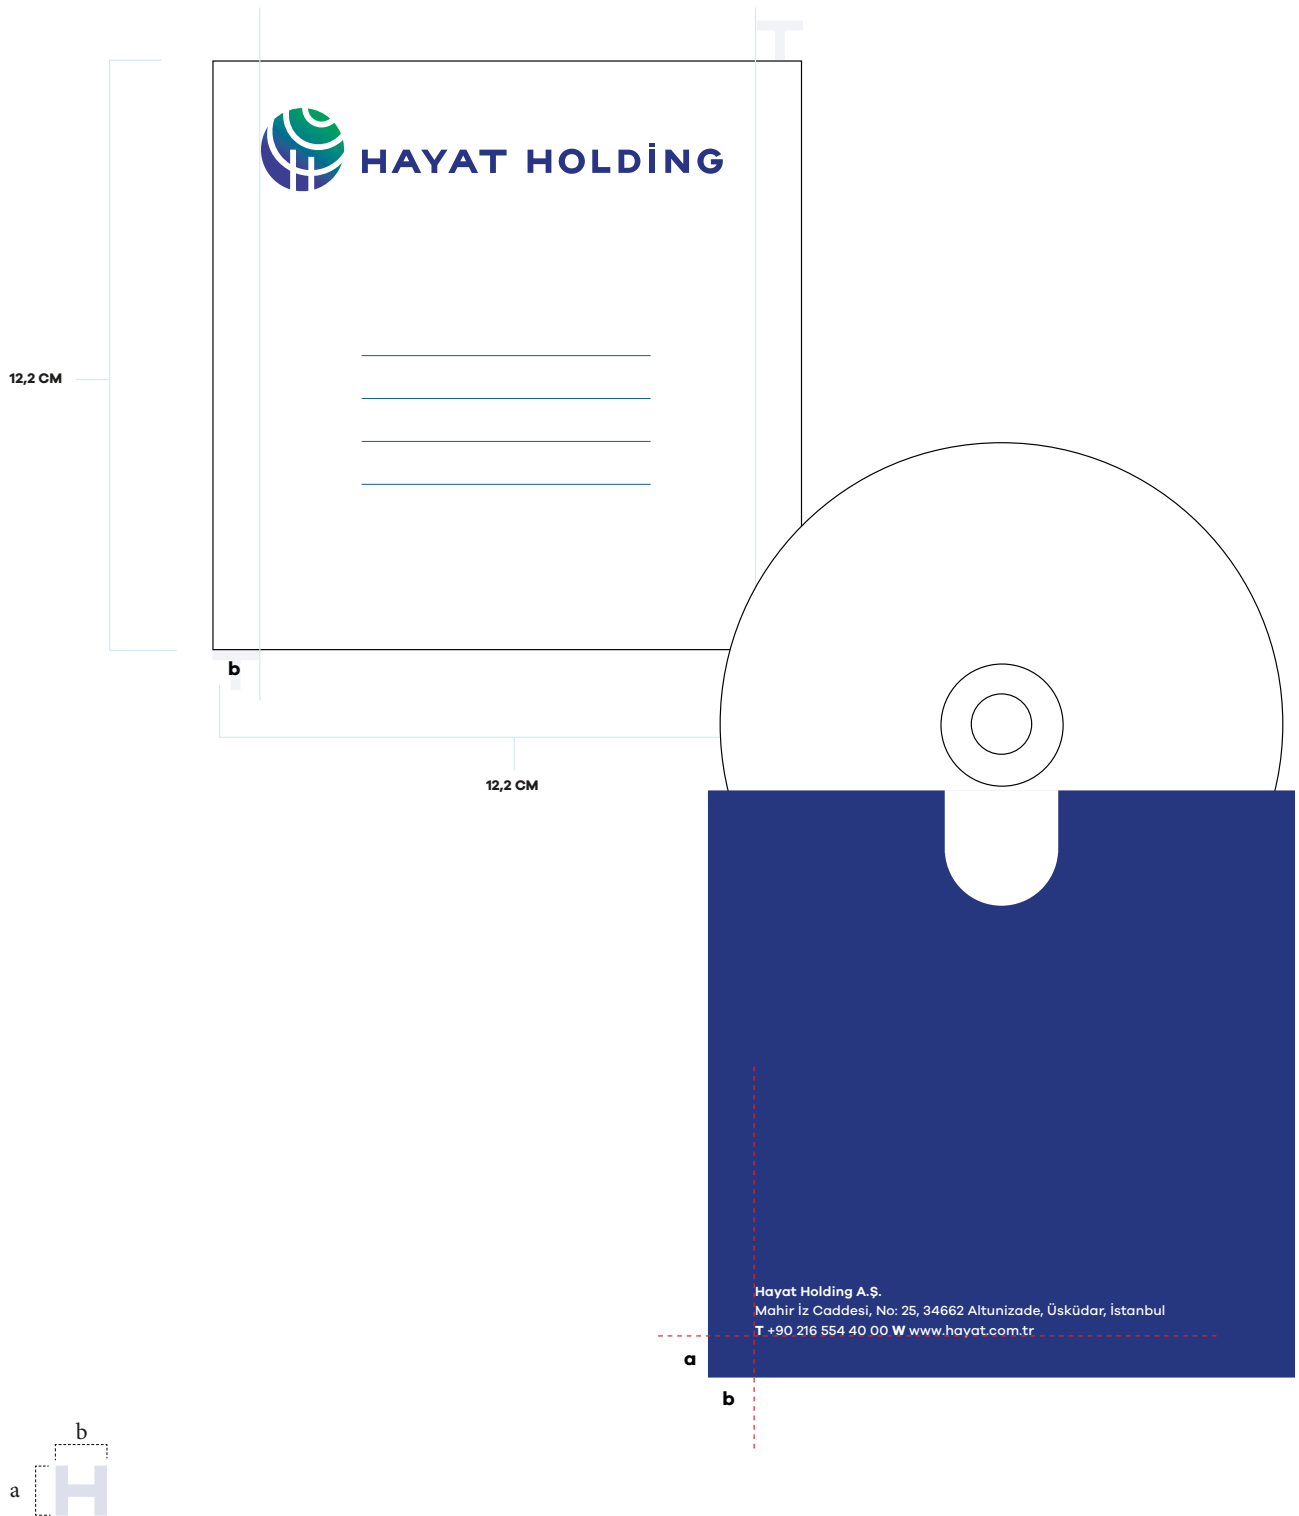 T
HAYAT HOLDİNG
12,2 CM
T
b
12,2 CM
Hayat Holding A.Ş.
Mahir İz Caddesi, No: 25, 34662 Altunizade, Üsküdar, İstanbul
T +90 216 554 40 00 W www.hayat.com.tr
a
b
b
a
H